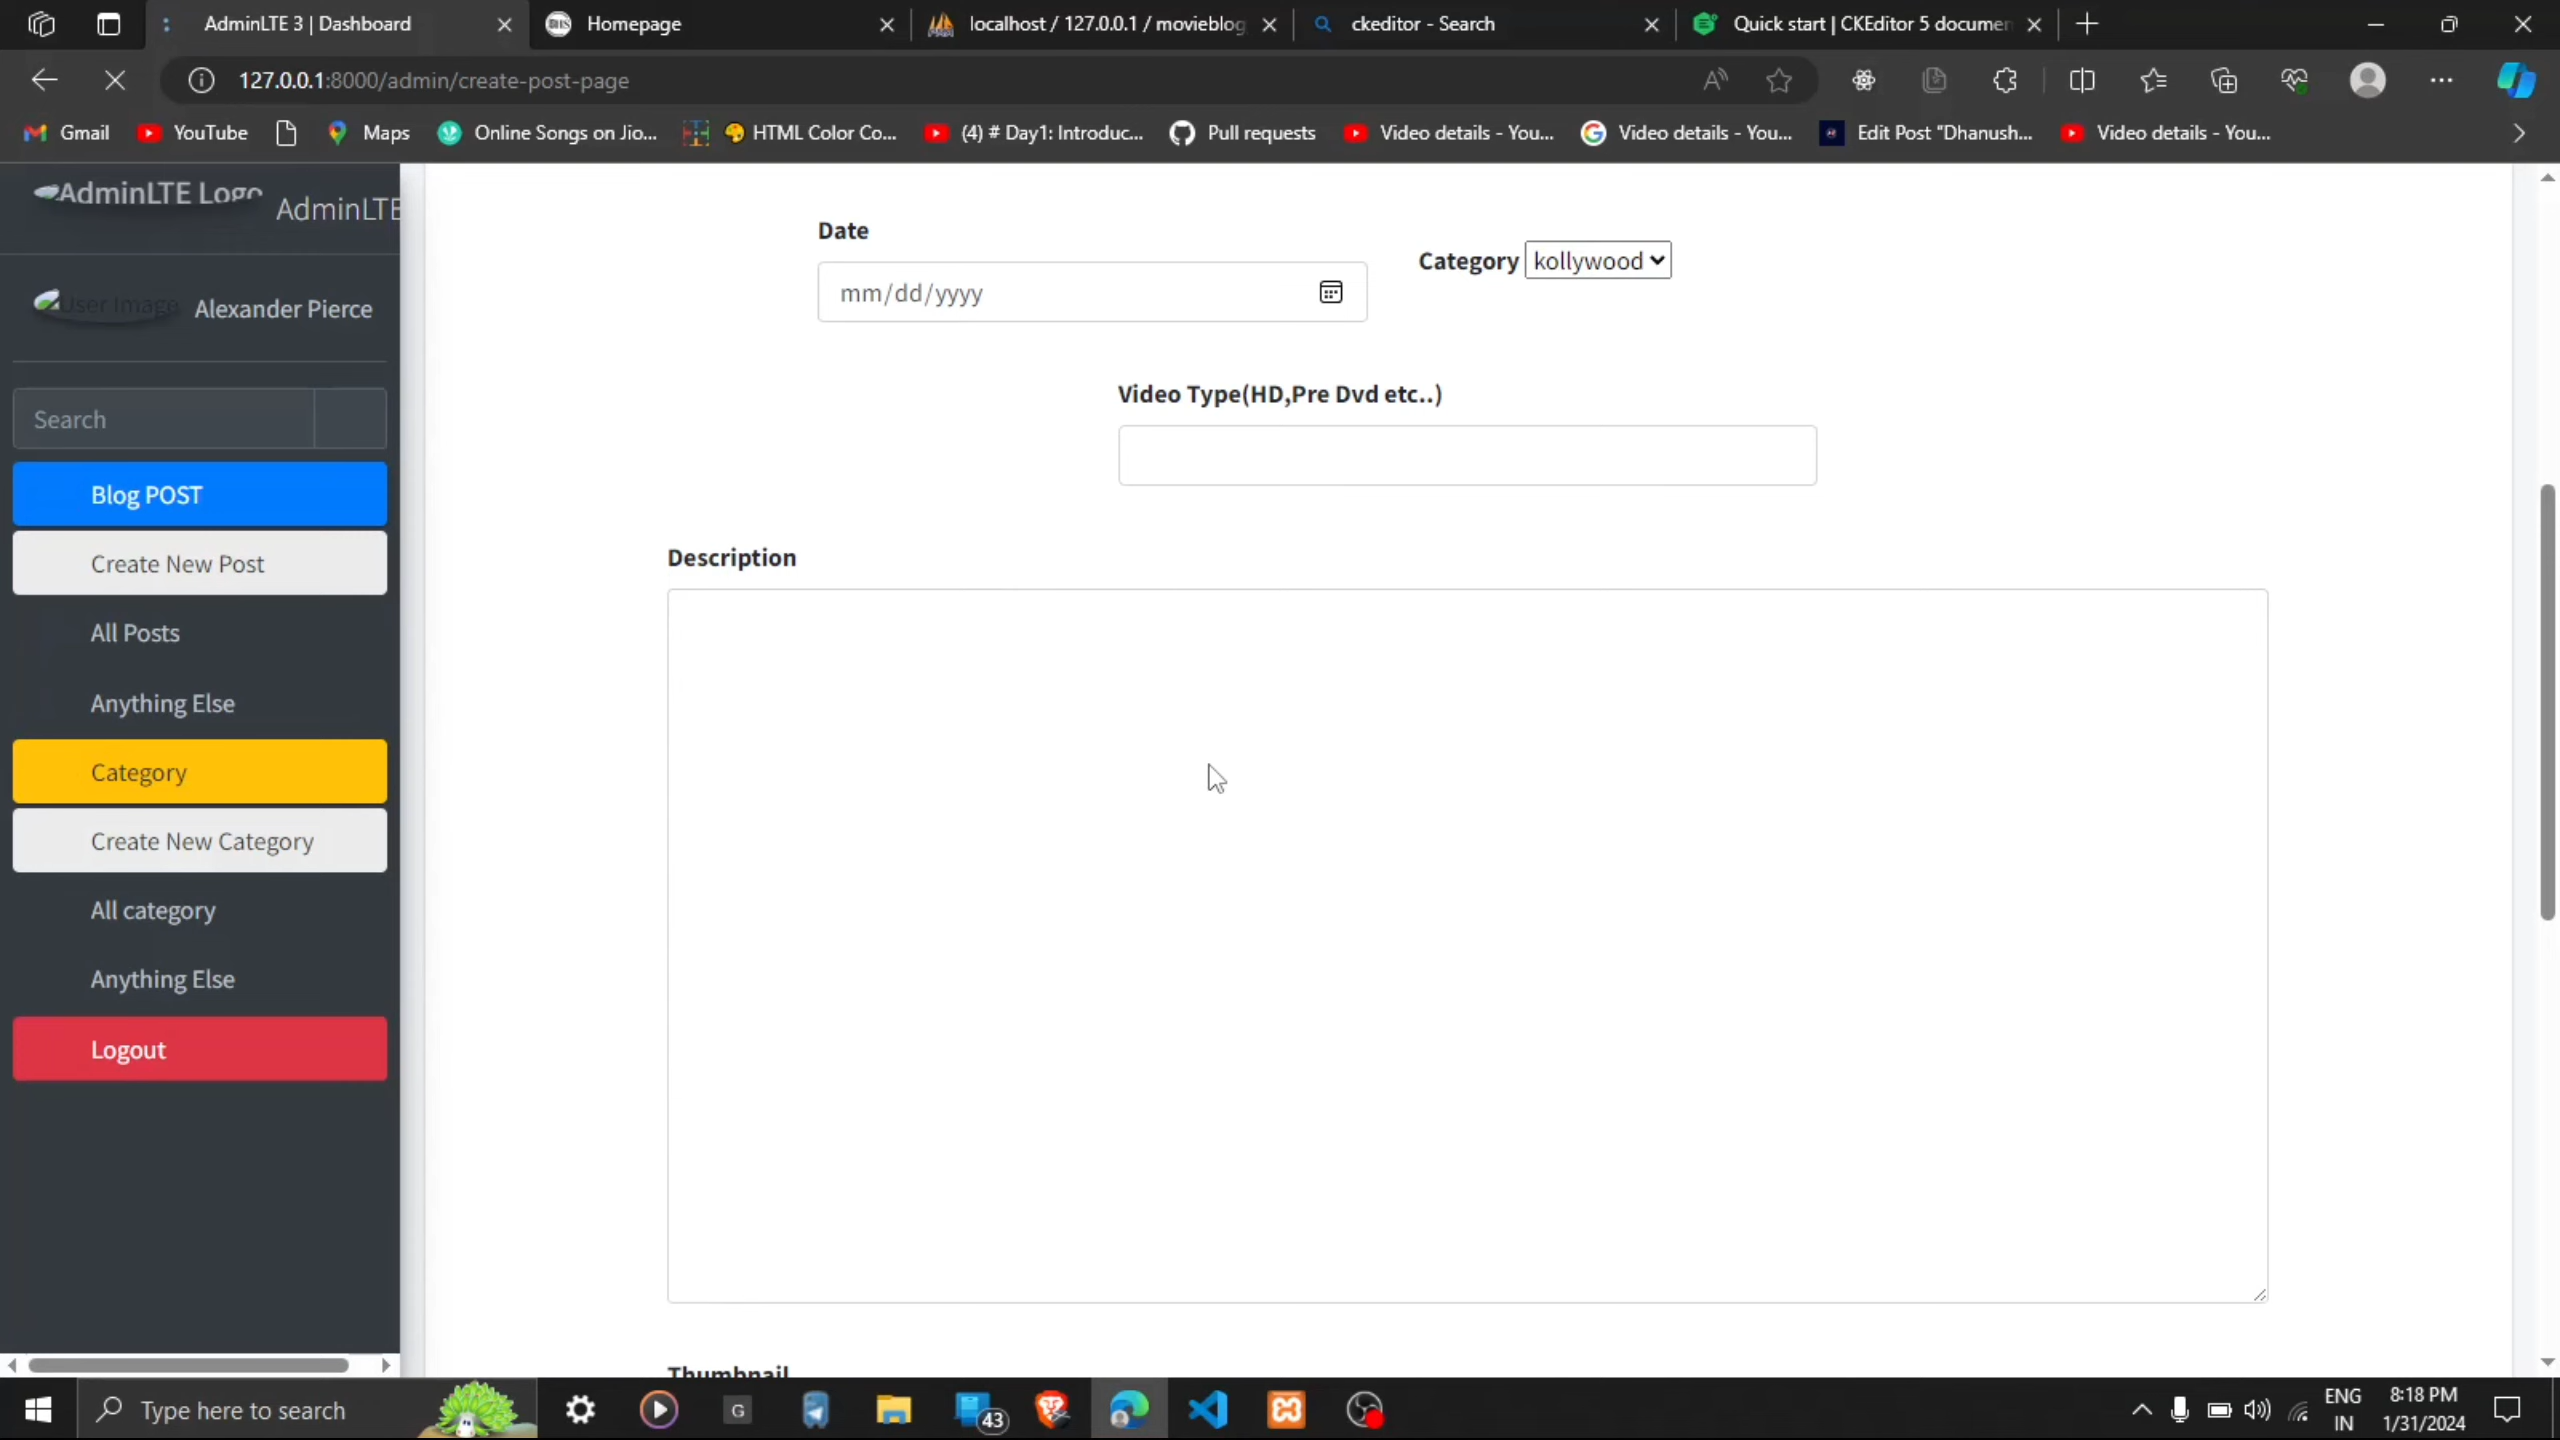 AdminLTE 3 | Dashboard
Homepage
localhost / 127.0.0.1 / movieblog
ckeditor - Search
Quick start | CKEditor 5 documen
127.0.0.1:8000/admin/create-post-page
Gmail
YouTube
Maps
Online Songs on Jio...
HTML Color Co...
(4) # Day1: Introduc...
Pull requests
Video details - You...
Video details - You...
Edit Post "Dhanush...
Video details - You...
AdminLTE Logo
AdminLTE
User Image
Alexander Pierce
Search
Blog POST
Create New Post
All Posts
Anything Else
Category
Create New Category
All category
Anything Else
Logout
Date
mm/dd/yyyy
Category kollywood
Video Type(HD,Pre Dvd etc..)
Description
Thumbnail
Type here to search
G
43
ENG
IN
8:18 PM
1/31/2024